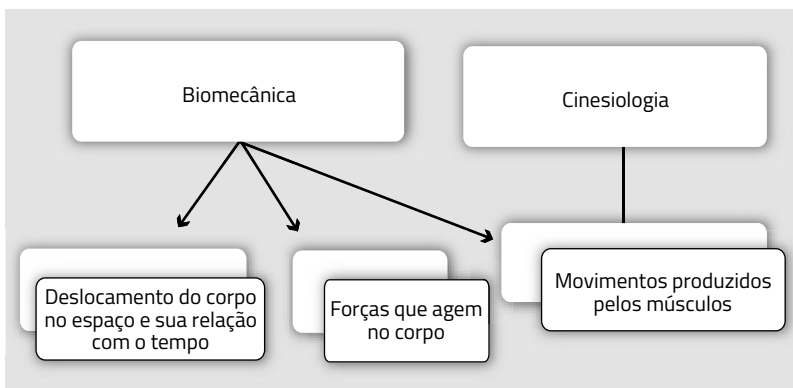 Biomecânica
Cinesiologia
Deslocamento do corpo
no espaço e sua relação
com o tempo
Forças que agem
no corpo
Movimentos produzidos
pelos músculos